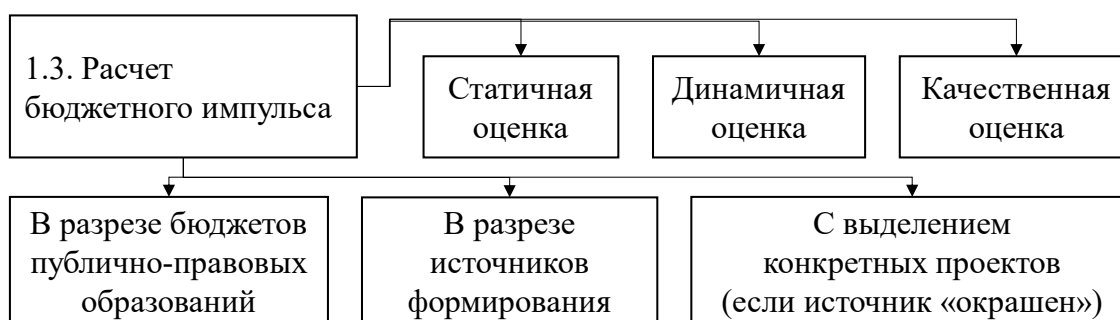 1.3. Расчет
бюджетного импульса
Статичная
оценка
Динамичная
оценка
Качественная
оценка
В разрезе бюджетов
публично-правовых
образований
В разрезе
источников
формирования
С выделением
конкретных проектов
(если источник «окрашен»)